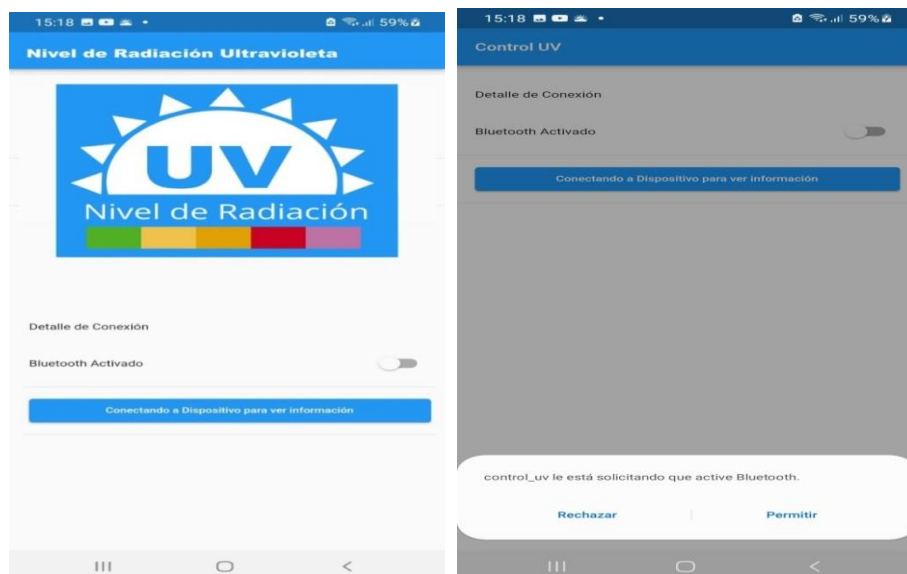 15:18
59%
Nivel de Radiación Ultravioleta
UV
Nivel de Radiación
Detalle de Conexión
Bluetooth Activado
Conectando a Dispositivo para ver información
15:18
59%
Control UV
Detalle de Conexión
Bluetooth Activado
Conectando a Dispositivo para ver información
control_uv le está solicitando que active Bluetooth.
Rechazar
Permitir